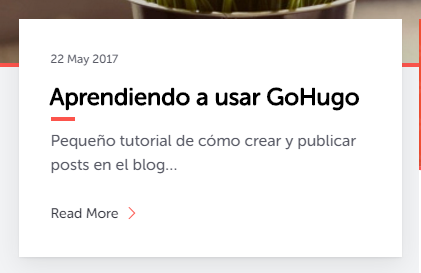 22 May 2017
Aprendiendo a usar GoHugo
Pequeño tutorial de cómo crear y publicar
posts en el blog...
Read More